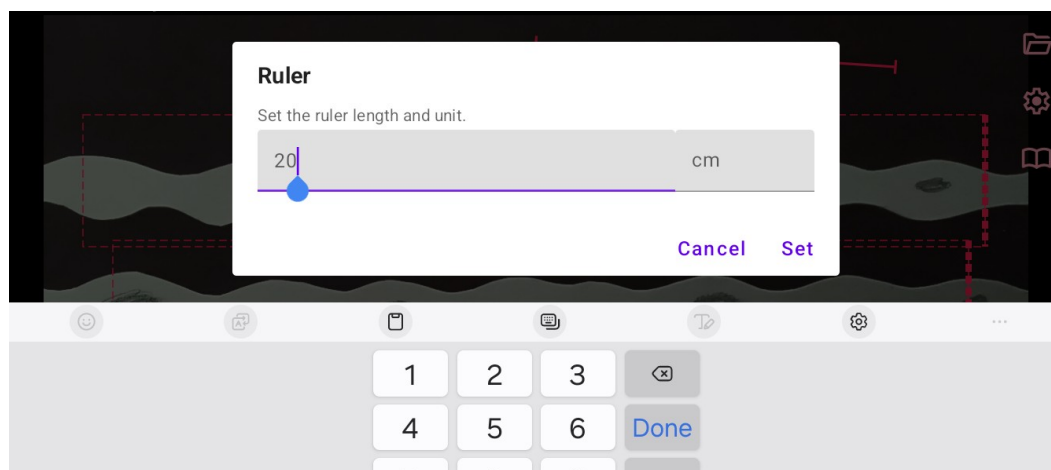 Ruler
Set the ruler length and unit.
20 cm
Cancel Set
1 2 3
4 5 6 Done